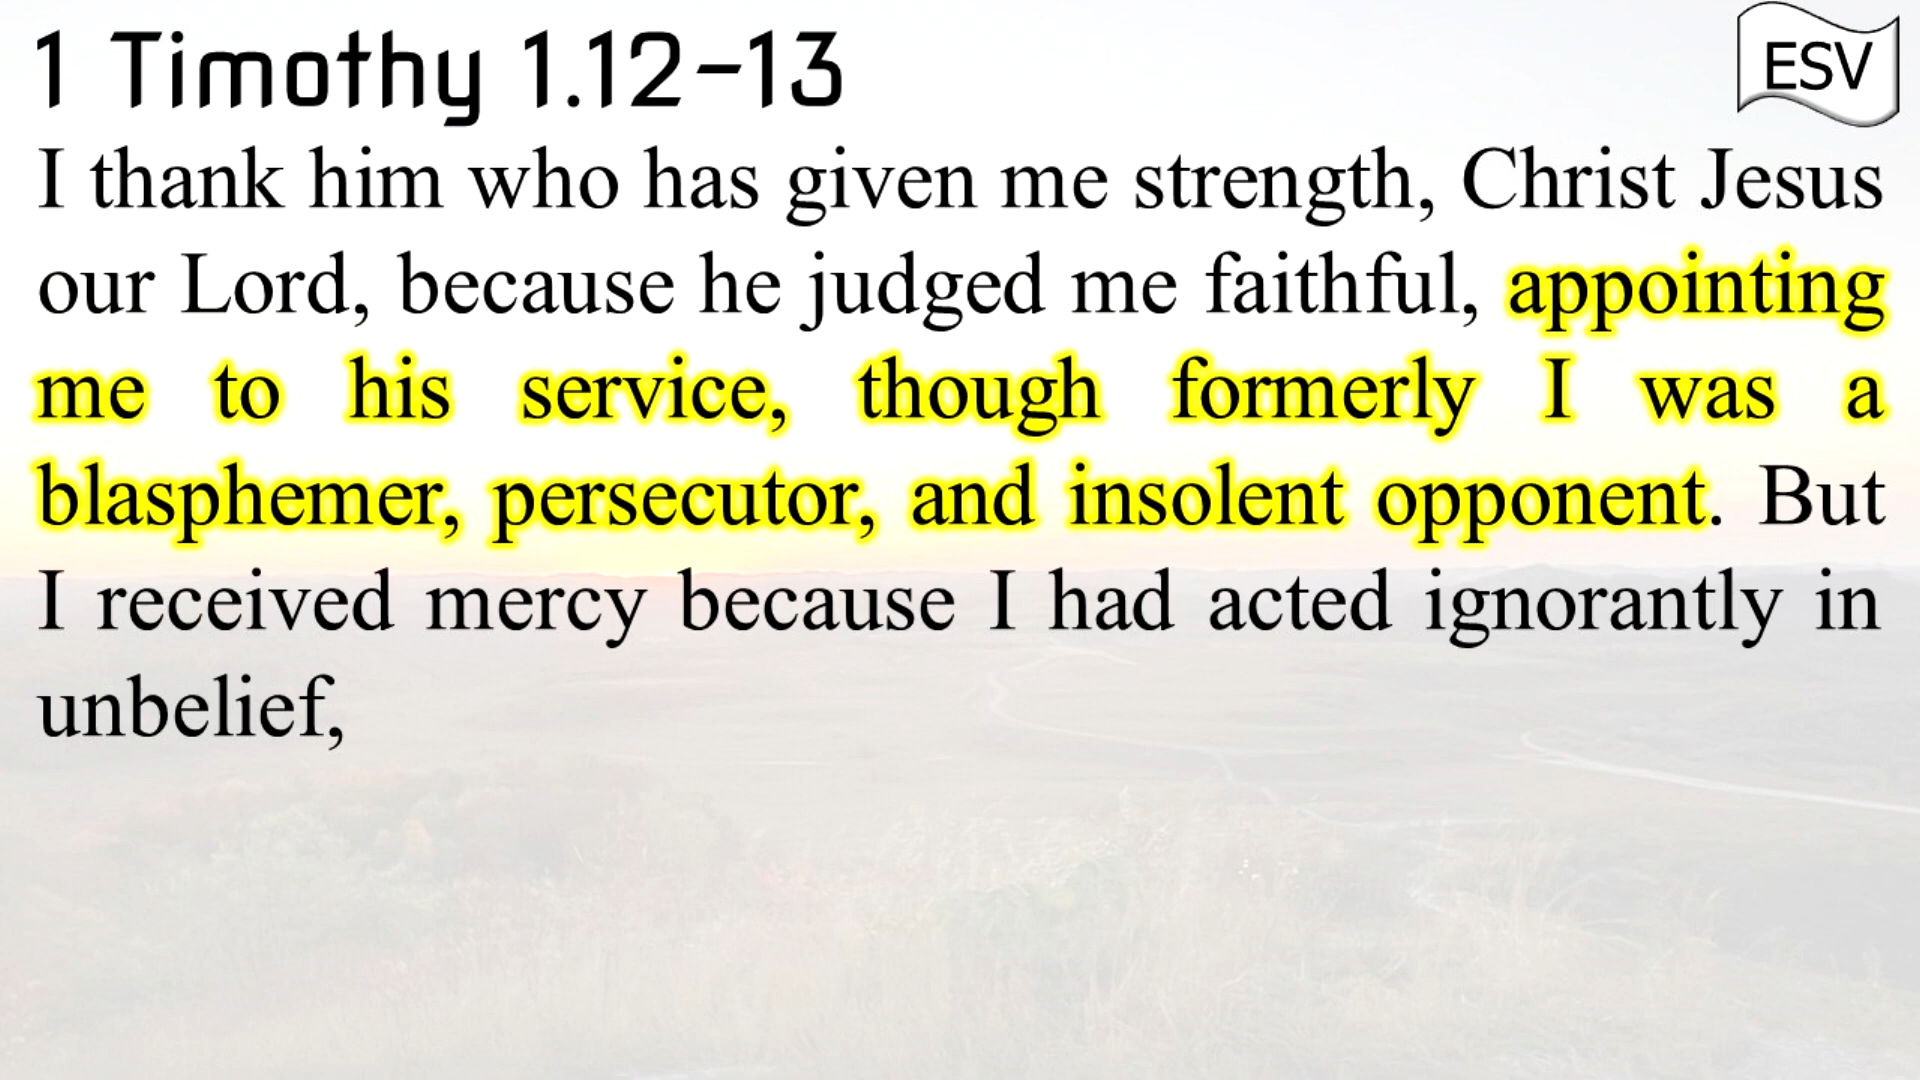 1 Timothy 1.12-13
ESV
I thank him who has given me strength, Christ Jesus
our Lord, because he judged me faithful, appointing
me to his service, though formerly I was a
blasphemer, persecutor, and insolent opponent. But
I received mercy because I had acted ignorantly in
unbelief,